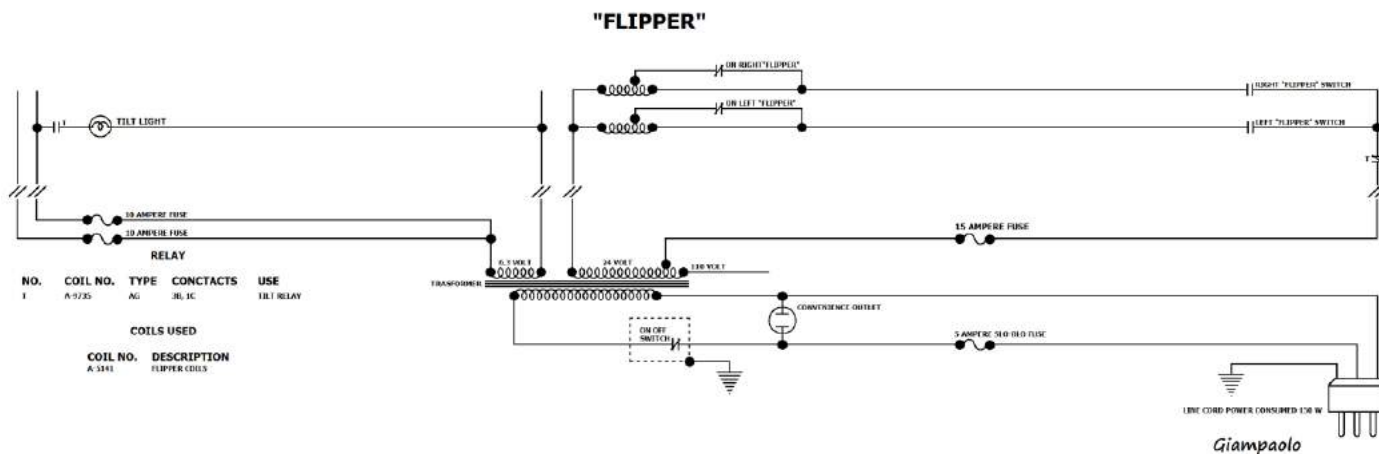 "FLIPPER"
ON RIGHT"FLIPPER"
RIGHT "FLIPPER" SWITCH
ON LEFT "FLIPPER"
LEFT "FLIPPER" SWITCH
TILT LIGHT
T
10 AMPERE FUSE
10 AMPERE FUSE
15 AMPERE FUSE
RELAY
6.3 VOLT
24 VOLT
110 VOLT
TRASFORMER
NO. COIL NO. TYPE CONCTACTS USE
A-9735 AG 3B, 1C TILT RELAY
CONVENIENCE OUTLET
COILS USED
ON OFF
SWITCH
5 AMPERE SLO-BLO FUSE
COIL NO. DESCRIPTION
A-5141 FLIPPER COILS
LINE CORD POWER CONSUMED 150 W
Giampaolo